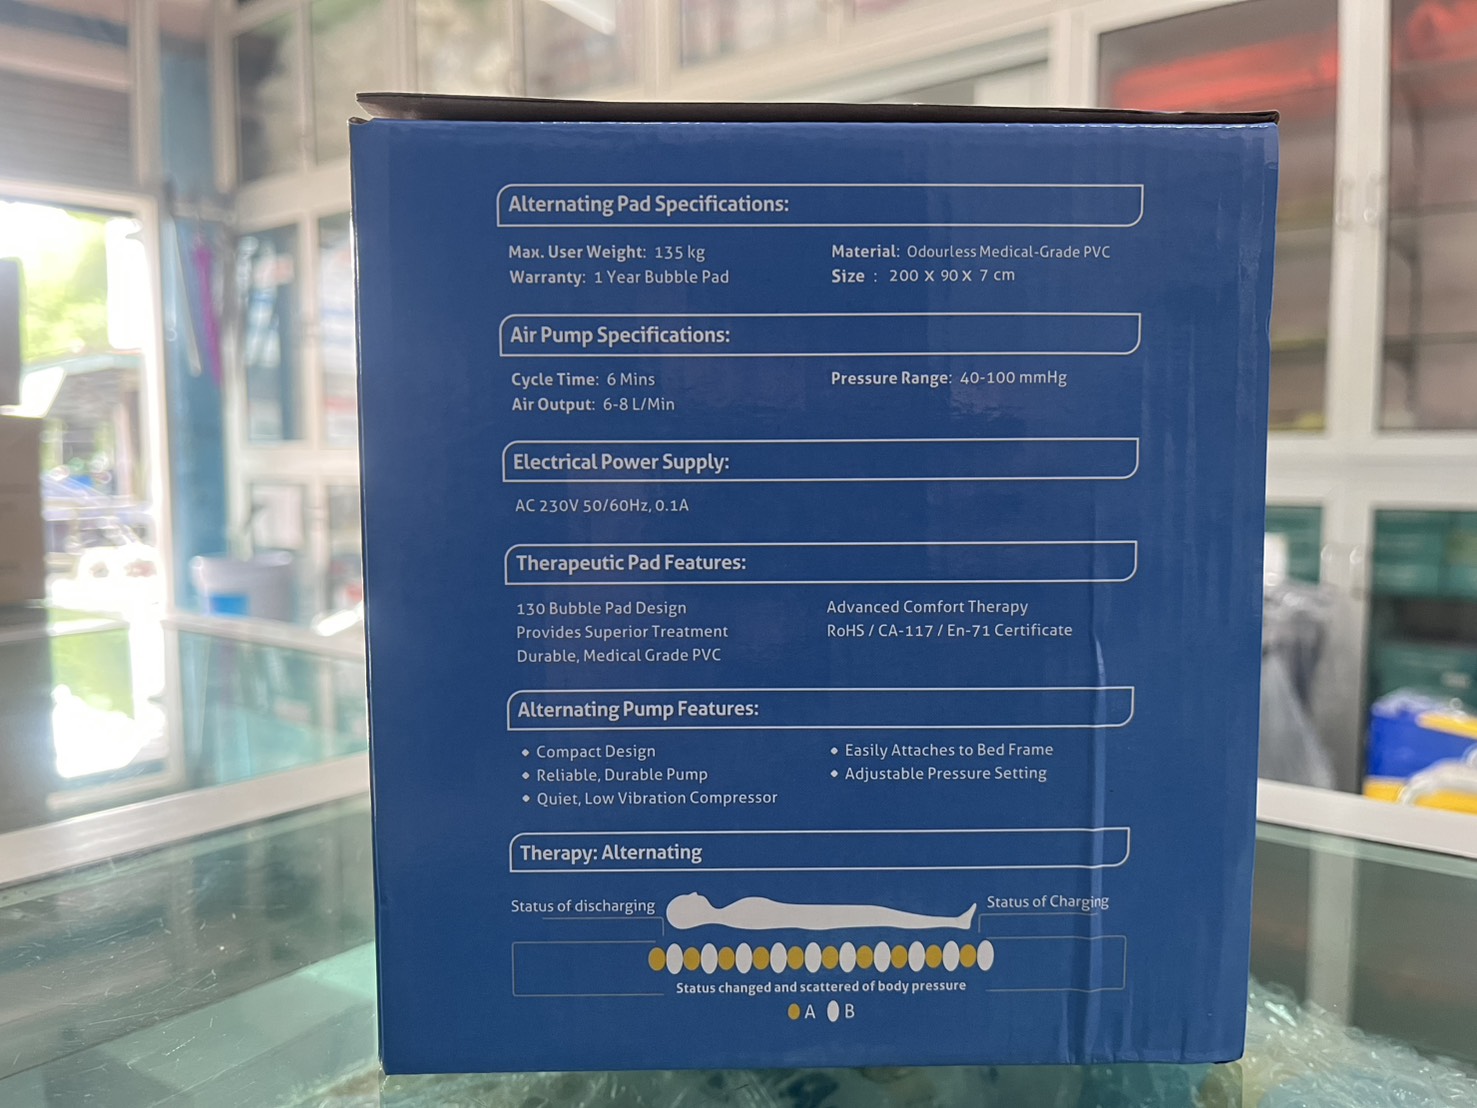 Alternating Pad Specifications:
Max. User Weight: 135 kg
Warranty: 1 Year Bubble Pad
Material: Odourless Medical-Grade PVC
Size : 200 X 90 X 7 cm
Air Pump Specifications:
Cycle Time: 6 Mins
Air Output: 6-8 L/Min
Pressure Range: 40-100 mmHg
Electrical Power Supply:
AC 230V 50/60Hz, 0.1A
Therapeutic Pad Features:
130 Bubble Pad Design
Provides Superior Treatment
Durable, Medical Grade PVC
Advanced Comfort Therapy
RoHS / CA-117 / En-71 Certificate
Alternating Pump Features:
• Compact Design
• Reliable, Durable Pump
• Quiet, Low Vibration Compressor
• Easily Attaches to Bed Frame
• Adjustable Pressure Setting
Therapy: Alternating
Status of discharging
Status of Charging
Status changed and scattered of body pressure
A B